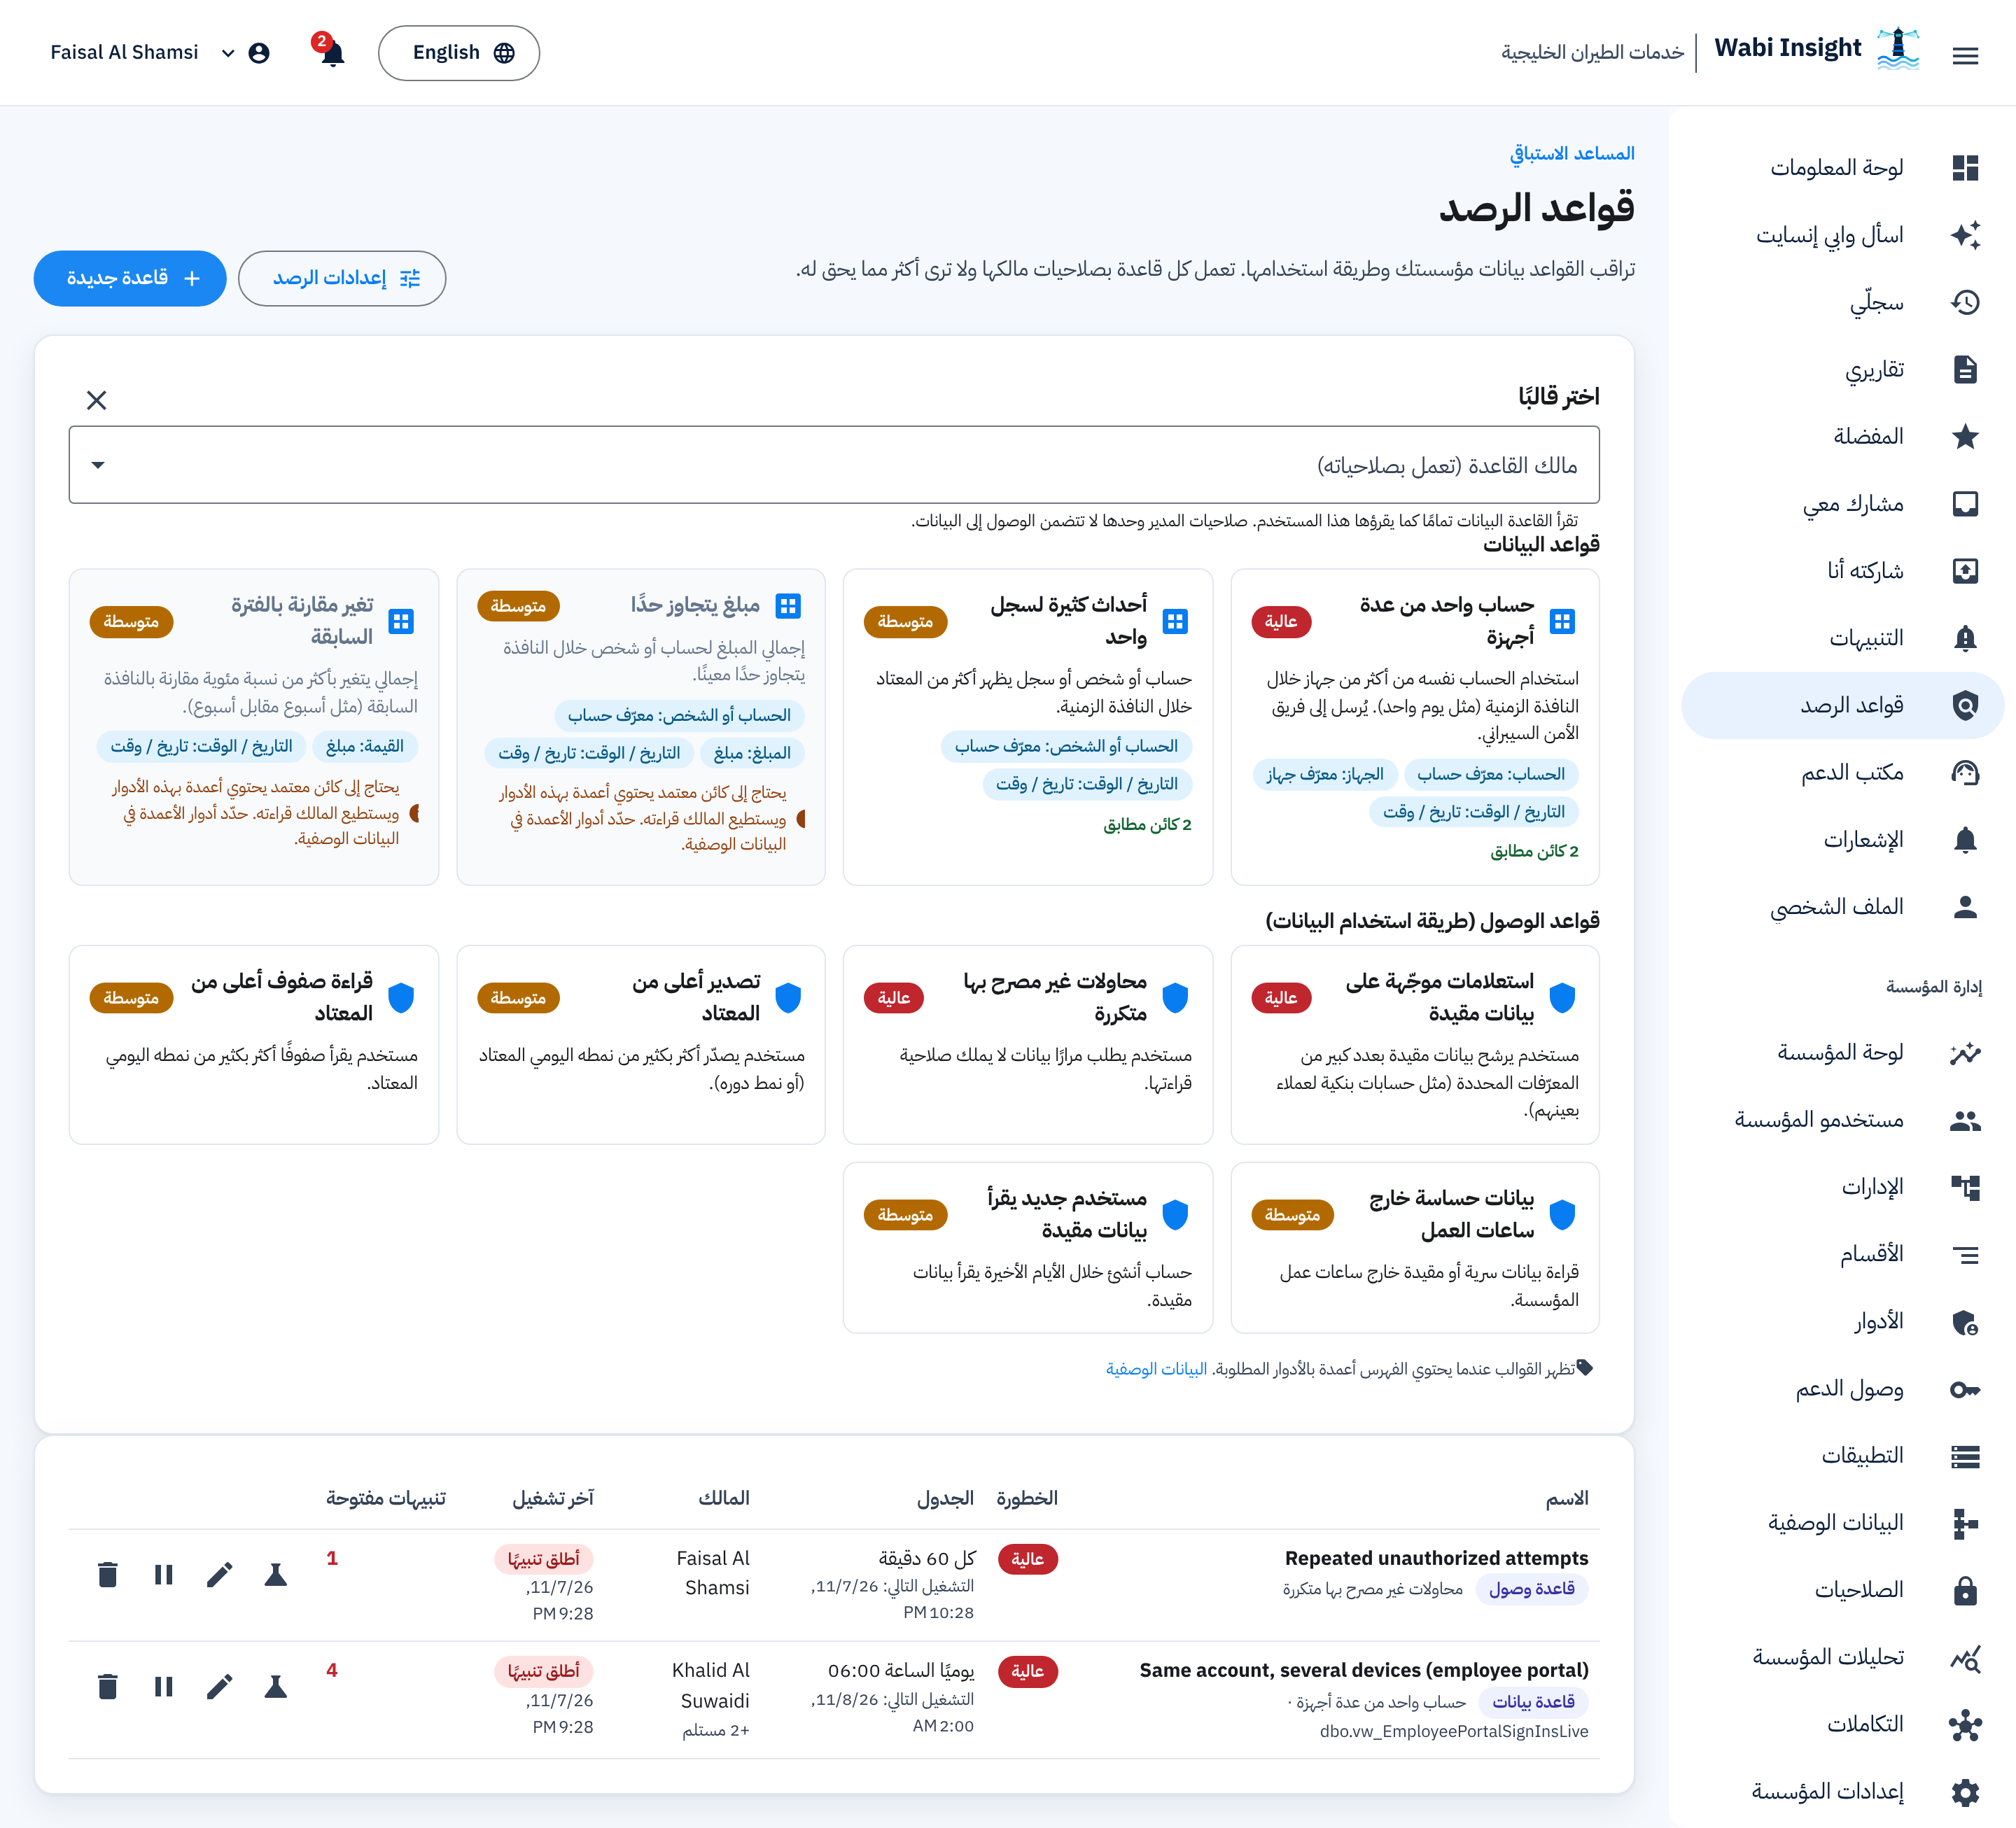 Wabi Insight
خدمات الطيران الخليجية
English
2
Faisal Al Shamsi
لوحة المعلومات
اسأل وابي إنسايت
سجلّي
تقاريري
المفضلة
مشارك معي
شاركته أنا
التنبيهات
قواعد الرصد
مكتب الدعم
الإشعارات
الملف الشخصي
إدارة المؤسسة
لوحة المؤسسة
مستخدمو المؤسسة
الإدارات
الأقسام
الأدوار
وصول الدعم
التطبيقات
البيانات الوصفية
الصلاحيات
تحليلات المؤسسة
التكاملات
إعدادات المؤسسة
المساعد الاستباقي
قواعد الرصد
تراقب القواعد بيانات مؤسستك وطريقة استخدامها. تعمل كل قاعدة بصلاحيات مالكها ولا ترى أكثر مما يحق له.
إعدادات الرصد
قاعدة جديدة
اختر قالبًا
مالك القاعدة (تعمل بصلاحياته)
تقرأ القاعدة البيانات تمامًا كما يقرؤها هذا المستخدم. صلاحيات المدير وحدها لا تتضمن الوصول إلى البيانات.
قواعد البيانات
حساب واحد من عدة
أجهزة
عالية
استخدام الحساب نفسه من أكثر من جهاز خلال
النافذة الزمنية (مثل يوم واحد). يُرسل إلى فريق
الأمن السيبراني.
الحساب: معرّف حساب
الجهاز: معرّف جهاز
التاريخ / الوقت: تاريخ / وقت
2 كائن مطابق
أحداث كثيرة لسجل
واحد
متوسطة
حساب أو شخص أو سجل يظهر أكثر من المعتاد
خلال النافذة الزمنية.
الحساب أو الشخص: معرّف حساب
التاريخ / الوقت: تاريخ / وقت
2 كائن مطابق
مبلغ يتجاوز حدًا
متوسطة
إجمالي المبلغ لحساب أو شخص خلال النافذة
يتجاوز حدًا معينًا.
الحساب أو الشخص: معرّف حساب
المبلغ: مبلغ
التاريخ / الوقت: تاريخ / وقت
يحتاج إلى كائن معتمد يحتوي أعمدة بهذه الأدوار
ويستطيع المالك قراءته. حدّد أدوار الأعمدة في
البيانات الوصفية.
تغير مقارنة بالفترة
السابقة
متوسطة
إجمالي يتغير بأكثر من نسبة مئوية مقارنة بالنافذة
السابقة (مثل أسبوع مقابل أسبوع).
القيمة: مبلغ
التاريخ / الوقت: تاريخ / وقت
يحتاج إلى كائن معتمد يحتوي أعمدة بهذه الأدوار
ويستطيع المالك قراءته. حدّد أدوار الأعمدة في
البيانات الوصفية.
قواعد الوصول (طريقة استخدام البيانات)
استعلامات موجّهة على
بيانات مقيدة
عالية
مستخدم يرشح بيانات مقيدة بعدد كبير من
المعرّفات المحددة (مثل حسابات بنكية لعملاء
بعينهم).
محاولات غير مصرح بها
متكررة
عالية
مستخدم يطلب مرارًا بيانات لا يملك صلاحية
قراءتها.
تصدير أعلى من
المعتاد
متوسطة
مستخدم يصدّر أكثر بكثير من نمطه اليومي المعتاد
(أو نمط دوره).
قراءة صفوف أعلى من
المعتاد
متوسطة
مستخدم يقرأ صفوفًا أكثر بكثير من نمطه اليومي
المعتاد.
بيانات حساسة خارج
ساعات العمل
متوسطة
قراءة بيانات سرية أو مقيدة خارج ساعات عمل
المؤسسة.
مستخدم جديد يقرأ
بيانات مقيدة
متوسطة
حساب أنشئ خلال الأيام الأخيرة يقرأ بيانات
مقيدة.
تظهر القوالب عندما يحتوي الفهرس أعمدة بالأدوار المطلوبة. البيانات الوصفية
الاسم
الخطورة
الجدول
المالك
آخر تشغيل
تنبيهات مفتوحة
Repeated unauthorized attempts
قاعدة وصول
محاولات غير مصرح بها متكررة
عالية
كل 60 دقيقة
التشغيل التالي: 11/7/26,
10:28 PM
Faisal Al
Shamsi
أطلق تنبيهًا
11/7/26,
9:28 PM
1
Same account, several devices (employee portal)
قاعدة بيانات
حساب واحد من عدة أجهزة ·
dbo.vw_EmployeePortalSignInsLive
عالية
يوميًا الساعة 06:00
التشغيل التالي: 11/8/26,
2:00 AM
Khalid Al
Suwaidi
+2 مستلم
أطلق تنبيهًا
11/7/26,
9:28 PM
4